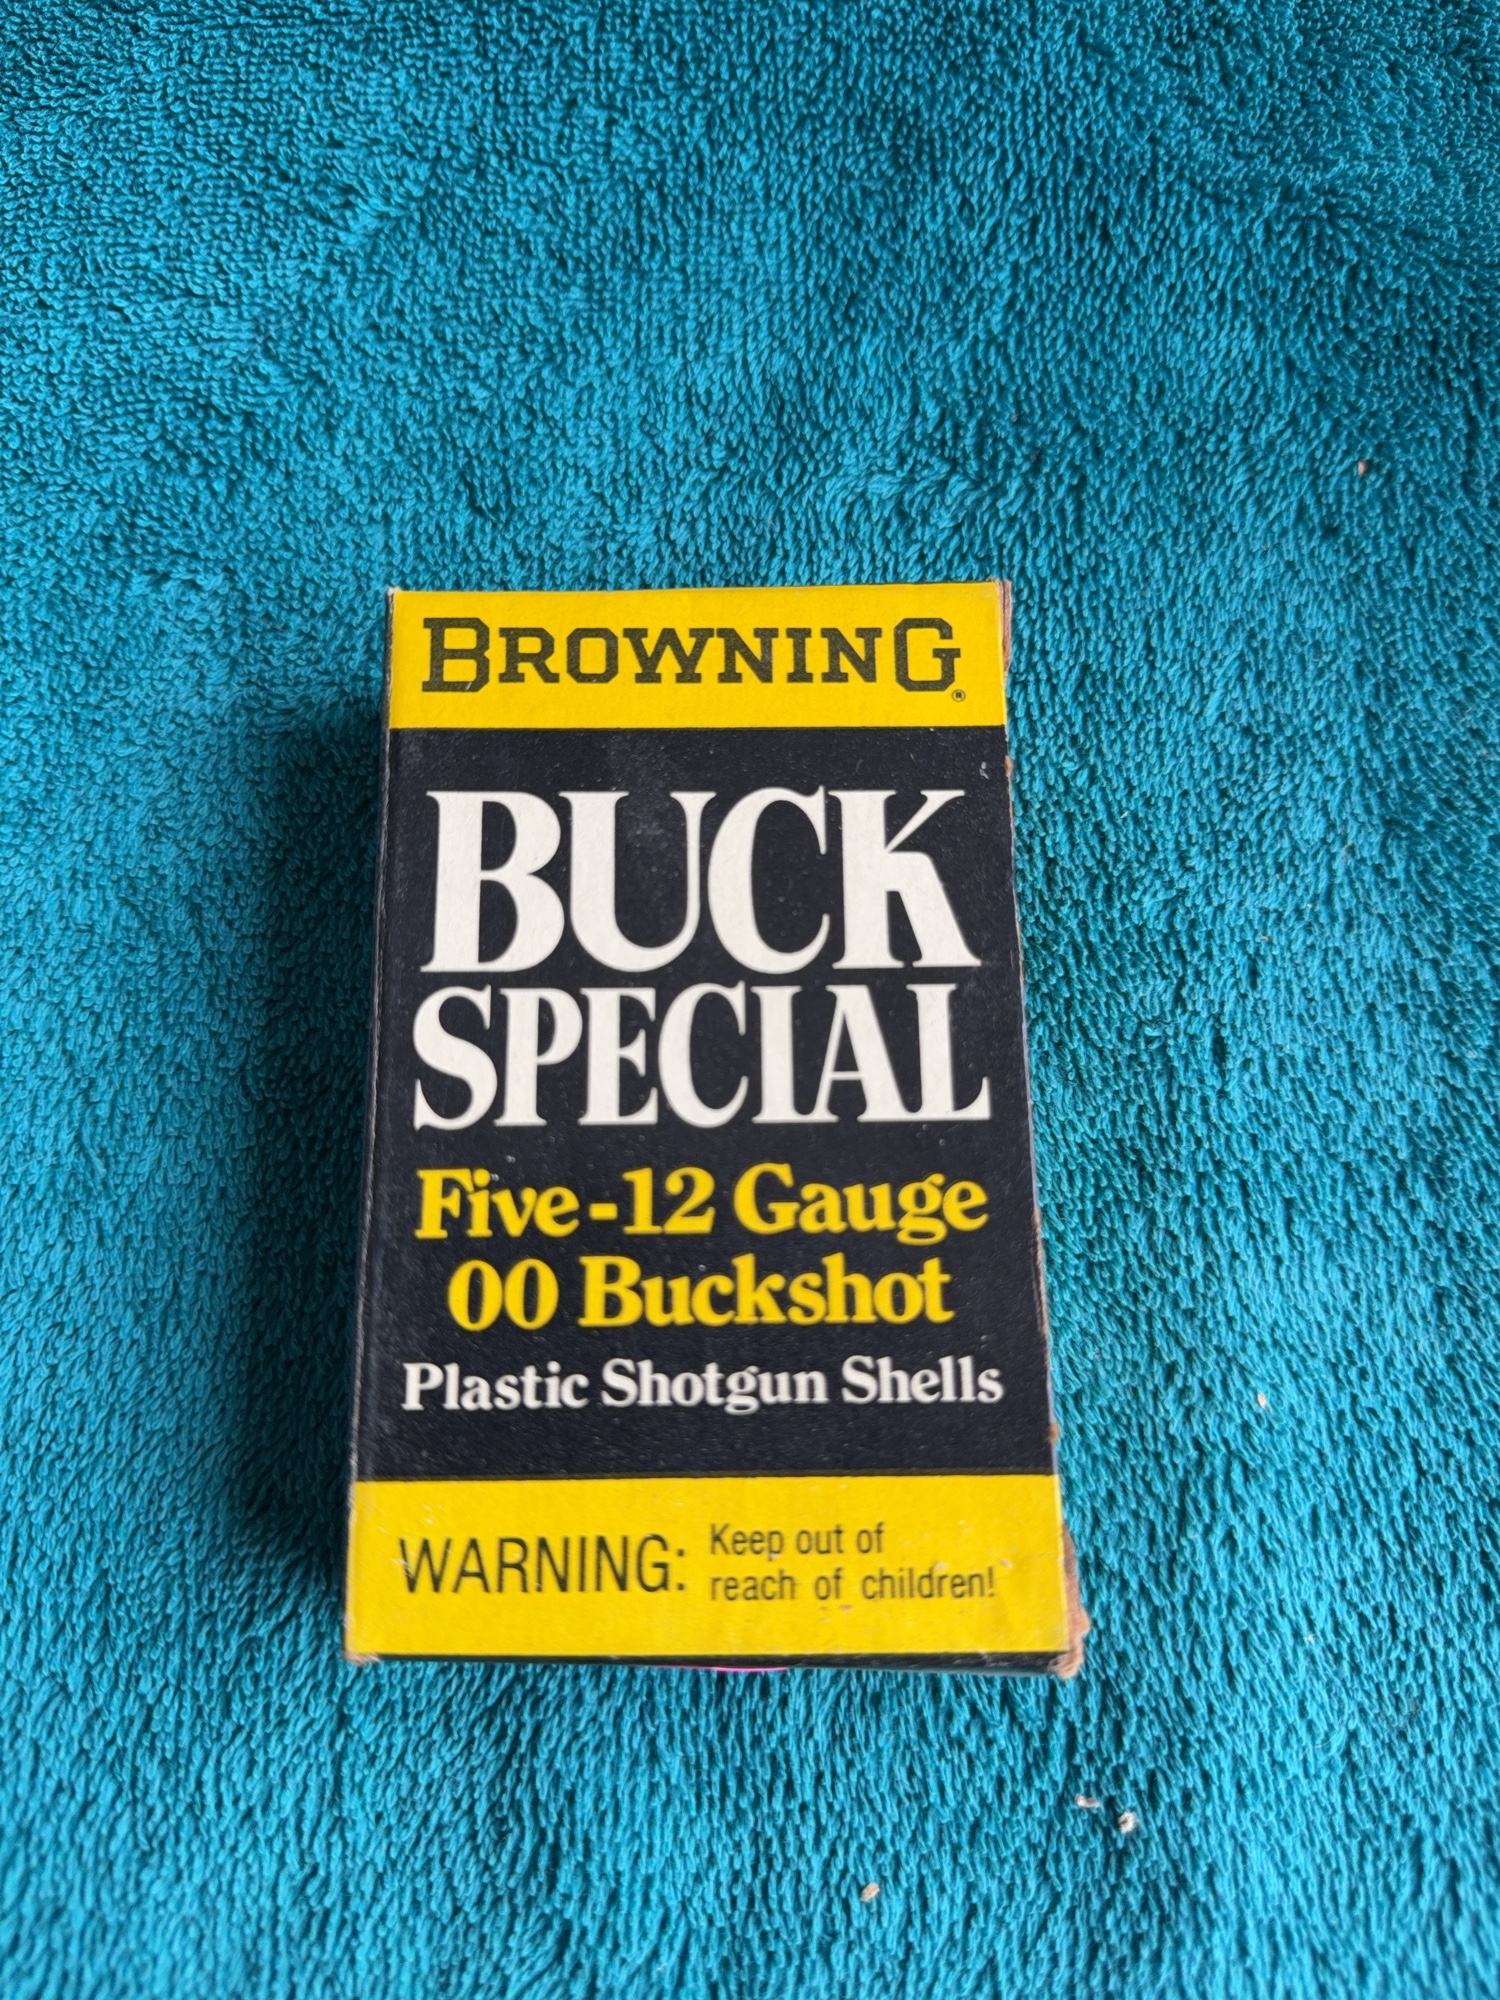 BROWNING®
BUCK
SPECIAL
Five-12 Gauge
00 Buckshot
Plastic Shotgun Shells
WARNING: Keep out of
reach of children!